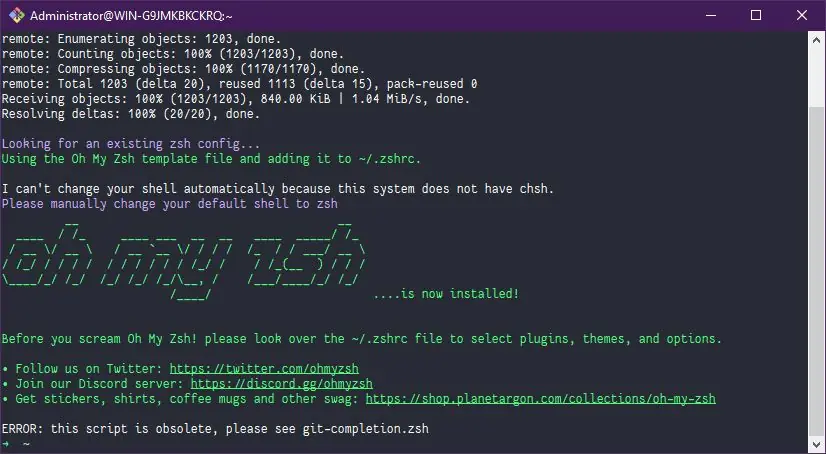 Administrator@WIN-G9JMKBKCKRQ:~
remote: Enumerating objects: 1203, done.
remote: Counting objects: 100% (1203/1203), done.
remote: Compressing objects: 100% (1170/1170), done.
remote: Total 1203 (delta 20), reused 1113 (delta 15), pack-reused 0
Receiving objects: 100% (1203/1203), 840.00 KiB | 1.04 MiB/s, done.
Resolving deltas: 100% (20/20), done.
Looking for an existing zsh config...
Using the Oh My Zsh template file and adding it to ~/.zshrc.
I can't change your shell automatically because this system does not have chsh.
Please manually change your default shell to zsh
oh my zsh
....is now installed!
Before you scream Oh My Zsh! please look over the ~/.zshrc file to select plugins, themes, and options.
• Follow us on Twitter: https://twitter.com/ohmyzsh
• Join our Discord server: https://discord.gg/ohmyzsh
• Get stickers, shirts, coffee mugs and other swag: https://shop.planetargon.com/collections/oh-my-zsh
ERROR: this script is obsolete, please see git-completion.zsh
➜ ~